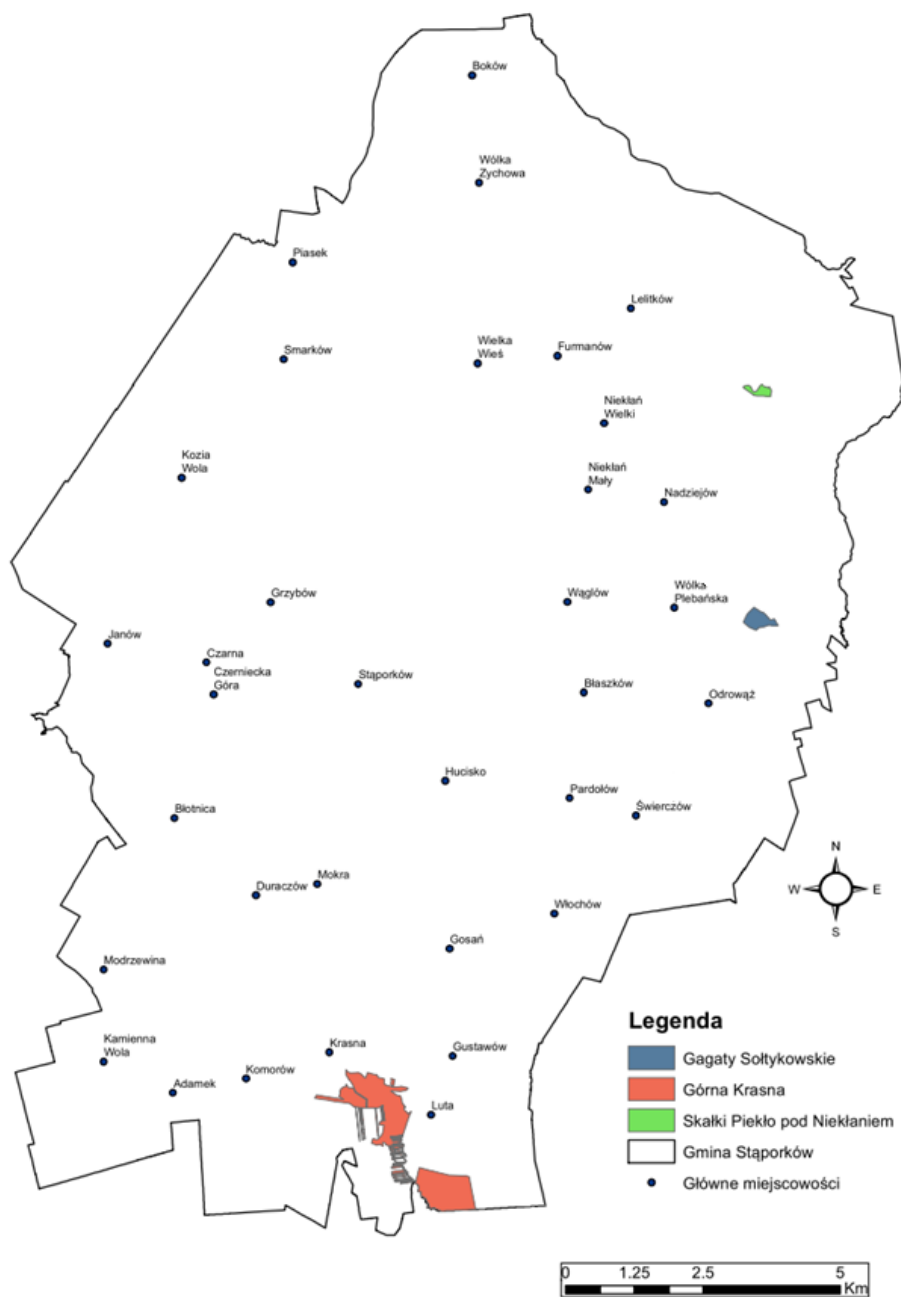 Boków
Wólka
Zychowa
Piasek
Lelitków
Smarków
Wielka
Wieś
Furmanów
Niekłań
Wielki
Kozia
Wola
Niekłań
Mały
Nadziejów
Grzybów
Wąglów
Wólka
Plebańska
Janów
Czarna
Czerniecka
Góra
Stąporków
Błaszków
Odrowąż
Hucisko
Pardołów
Świerczów
Błotnica
Mokra
Duraczów
Włochów
Gosań
Modrzewina
Kamienna
Wola
Krasna
Gustawów
Komorów
Adamek
Luta
N
W E
S
Legenda
Gagaty Sołtykowskie
Górna Krasna
Skałki Piekło pod Niekłaniem
Gmina Stąporków
Główne miejscowości
0 1.25 2.5 5
Km